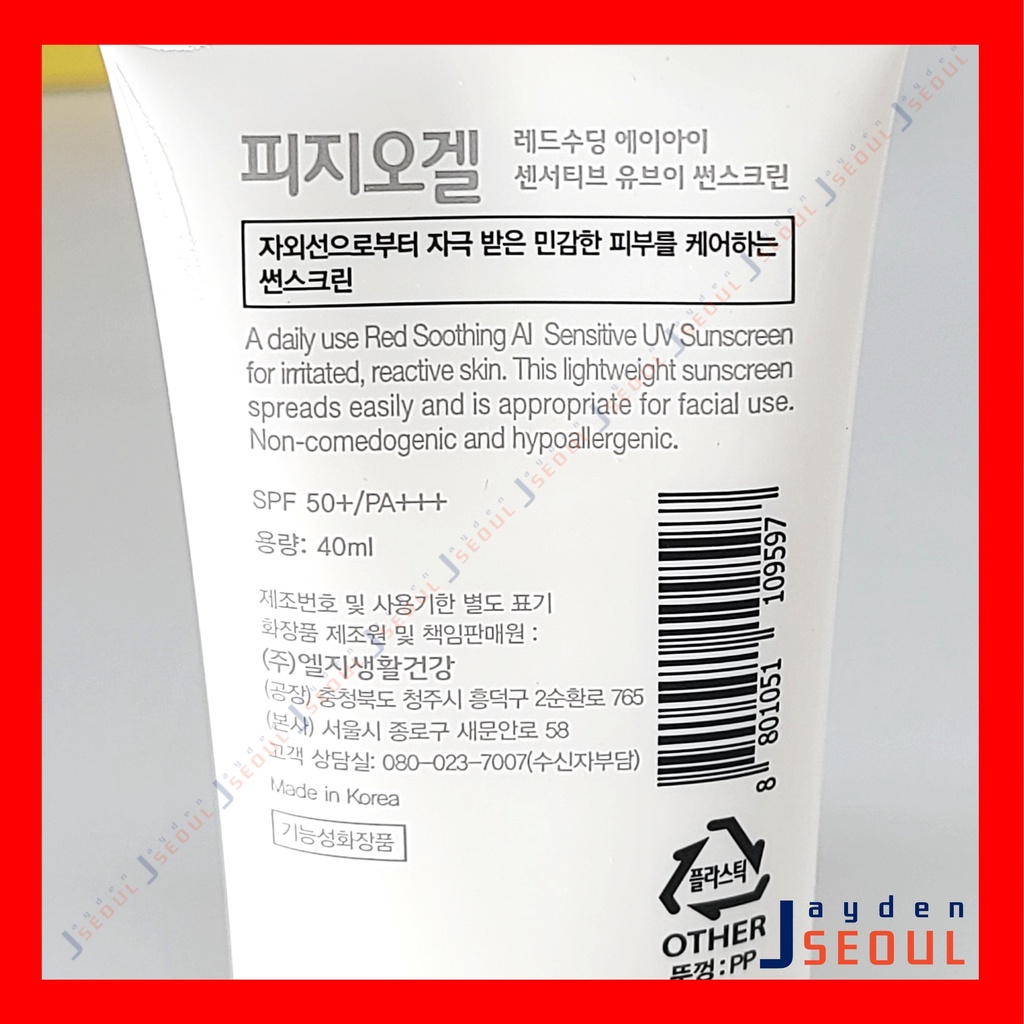 피지오겔
레드수딩 에이아이
센서티브 유브이 썬스크린
자외선으로부터 자극 받은 민감한 피부를 케어하는
썬스크린
A daily use Red Soothing AI Sensitive UV Sunscreen
for irritated, reactive skin. This lightweight sunscreen
spreads easily and is appropriate for facial use.
Non-comedogenic and hypoallergenic.
SPF 50+/PA+++
용량: 40ml
제조번호 및 사용기한 별도 표기
화장품 제조원 및 책임판매원 :
(주)엘지생활건강
(공장) 충청북도 청주시 흥덕구 2순환로 765
(본사) 서울시 종로구 새문안로 58
고객 상담실: 080-023-7007(수신자부담)
Made in Korea
기능성화장품
8 801051 109597
플라스틱
OTHER
뚜껑:PP
Jayden
SEOUL